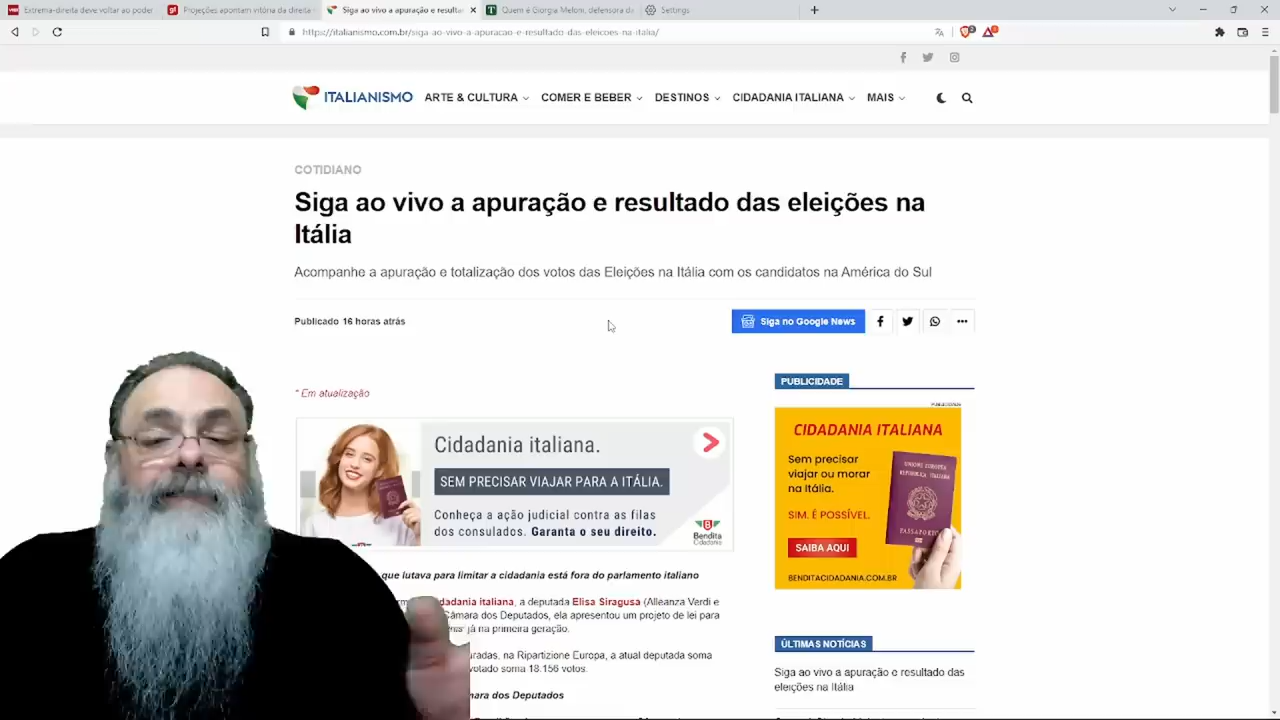 Extrema-direita deve voltar ao poder
Projeções apontam vitória da direita
Siga ao vivo a apuração e resultad
Quem é Giorgia Meloni, defensora da
Settings
https://italianismo.com.br/siga-ao-vivo-a-apuracao-e-resultado-das-eleicoes-na-italia/
ITALIANISMO
ARTE & CULTURA
COMER E BEBER
DESTINOS
CIDADANIA ITALIANA
MAIS
COTIDIANO
Siga ao vivo a apuração e resultado das eleições na
Itália
Acompanhe a apuração e totalização dos votos das Eleições na Itália com os candidatos na América do Sul
Publicado 16 horas atrás
Siga no Google News
* Em atualização
Cidadania italiana.
SEM PRECISAR VIAJAR PARA A ITÁLIA.
Conheça a ação judicial contra as filas
dos consulados. Garanta o seu direito.
Bendita
Cidadania
PUBLICIDADE
PUBLICIDADE
CIDADANIA ITALIANA
Sem precisar
viajar ou morar
na Itália.
SIM. É POSSÍVEL.
SAIBA AQUI
BENDITACIDADANIA.COM.BR
UNIONE EUROPEA
REPUBBLICA ITALIANA
PASSAPORTO
que lutava para limitar a cidadania está fora do parlamento italiano
dadania italiana, a deputada Elisa Siragusa (Alleanza Verdi e
Câmara dos Deputados, ela apresentou um projeto de lei para
já na primeira geração.
uradas, na Ripartizione Europa, a atual deputada soma
votado soma 18.156 votos.
mara dos Deputados
ÚLTIMAS NOTÍCIAS
Siga ao vivo a apuração e resultado das
eleições na Itália